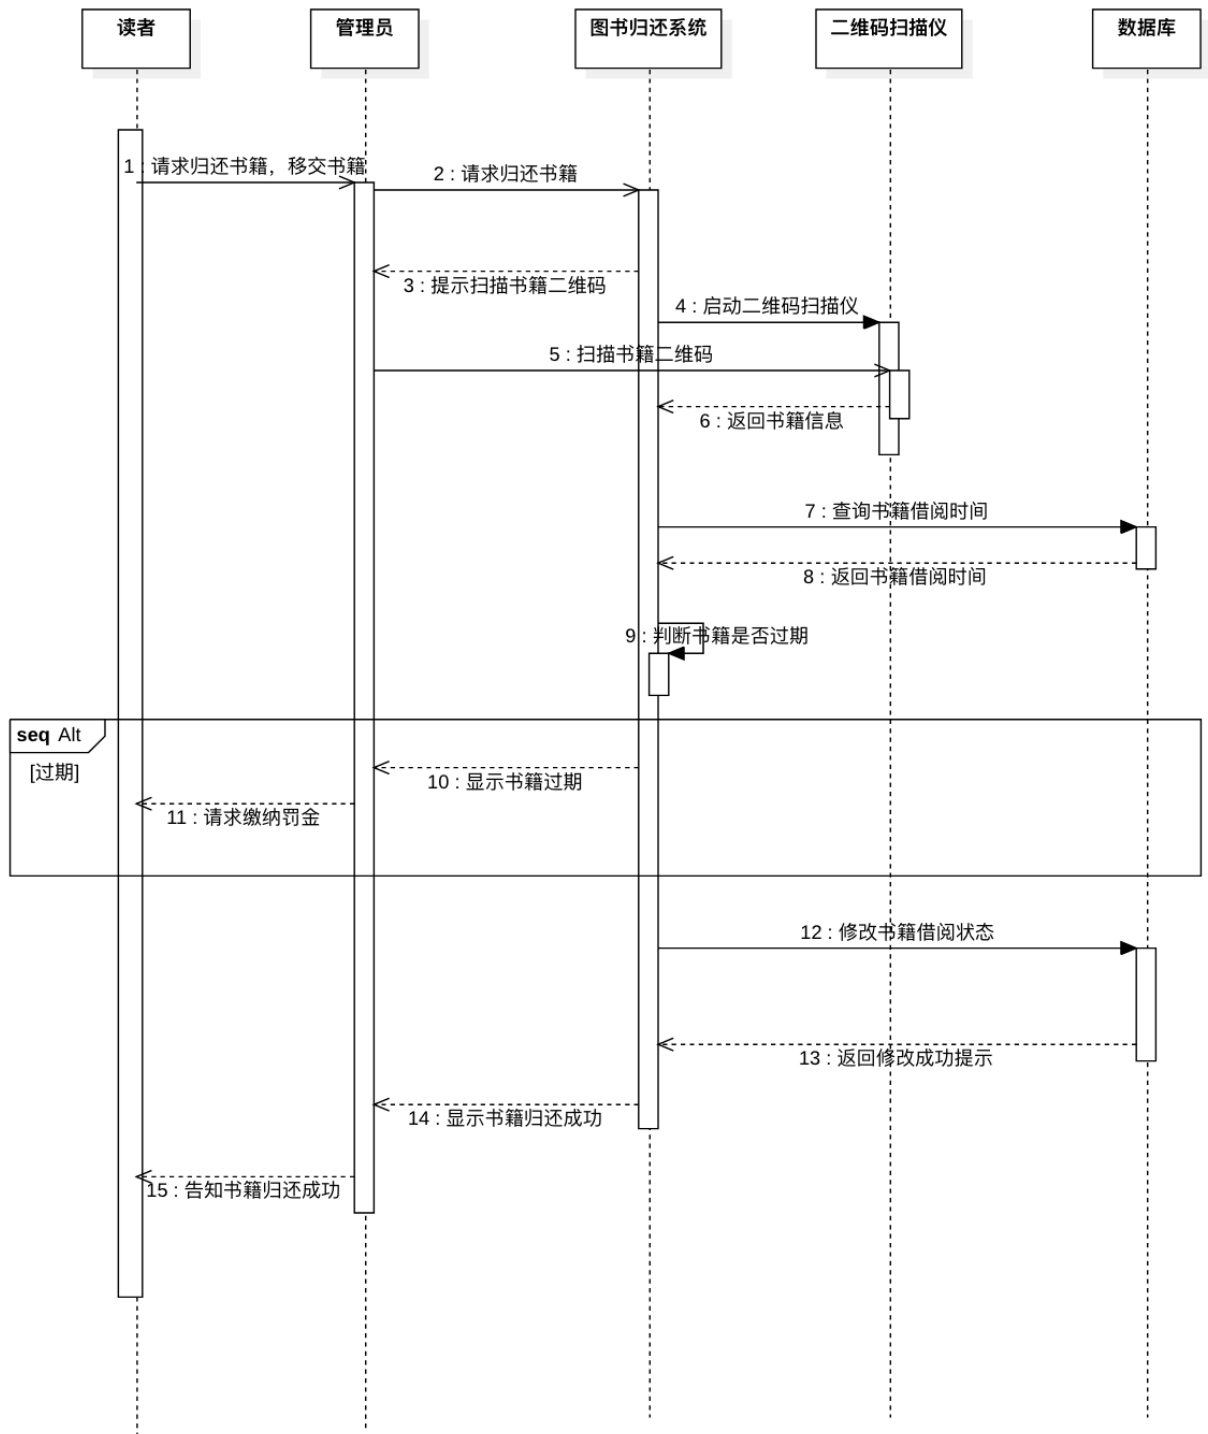 读者
管理员
图书归还系统
二维码扫描仪
数据库
1 : 请求归还书籍，移交书籍
2 : 请求归还书籍
3 : 提示扫描书籍二维码
4 : 启动二维码扫描仪
5 : 扫描书籍二维码
6 : 返回书籍信息
7 : 查询书籍借阅时间
8 : 返回书籍借阅时间
9 : 判断书籍是否过期
seq Alt
[过期]
10 : 显示书籍过期
11 : 请求缴纳罚金
12 : 修改书籍借阅状态
13 : 返回修改成功提示
14 : 显示书籍归还成功
15 : 告知书籍归还成功